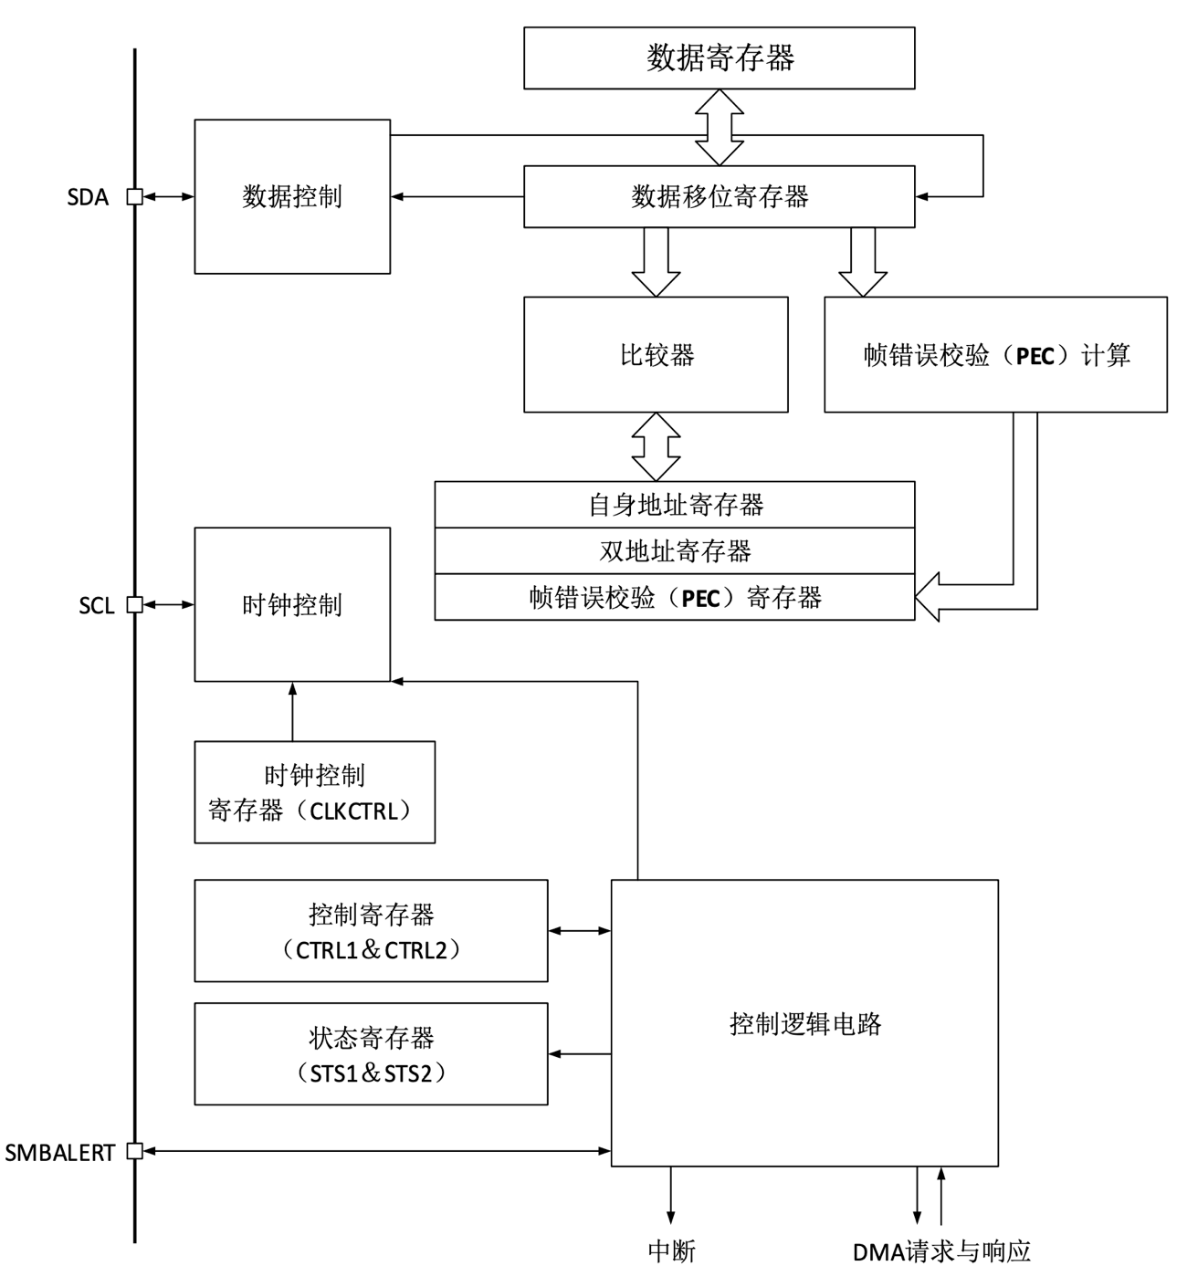 数据寄存器
SDA
数据控制
数据移位寄存器
比较器
帧错误校验（PEC）计算
自身地址寄存器
双地址寄存器
帧错误校验（PEC）寄存器
SCL
时钟控制
时钟控制
寄存器（CLKCTRL）
控制寄存器
（CTRL1&CTRL2）
控制逻辑电路
状态寄存器
（STS1&STS2）
SMBALERT
中断
DMA请求与响应